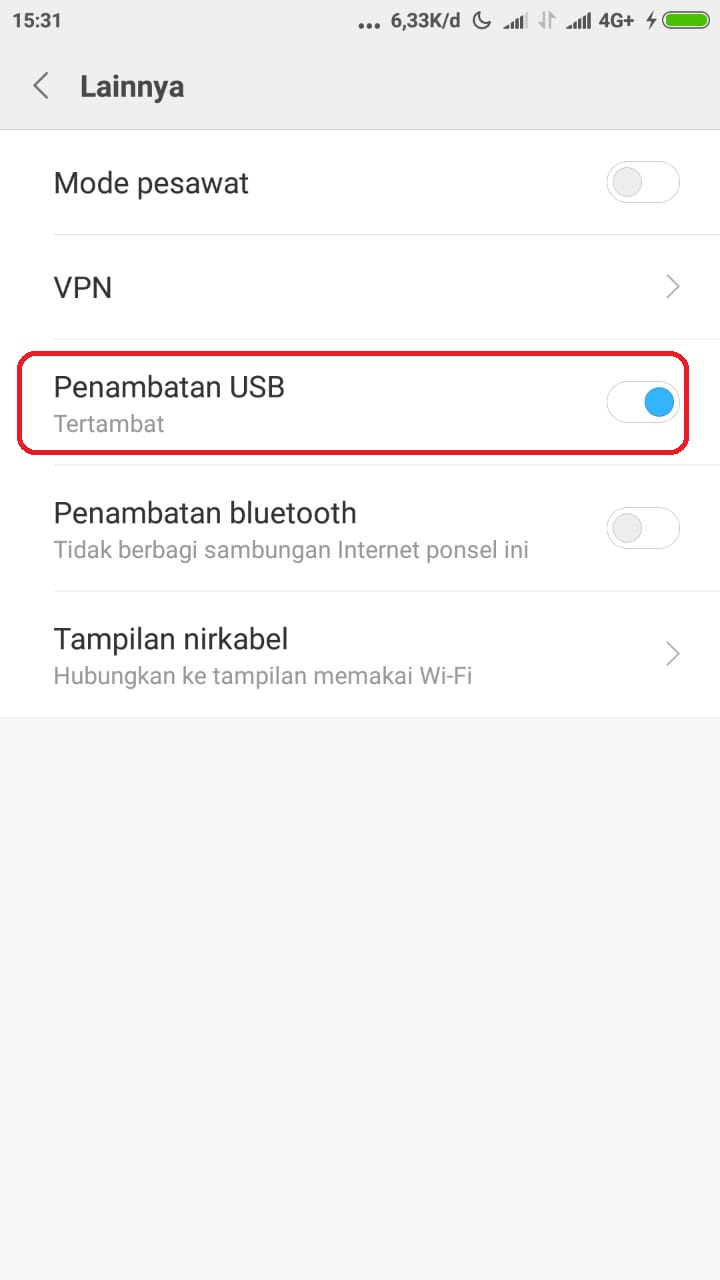 15:31 ... 6,33K/d 4G+
Lainnya
Mode pesawat
VPN
Penambatan USB
Tertambat
Penambatan bluetooth
Tidak berbagi sambungan Internet ponsel ini
Tampilan nirkabel
Hubungkan ke tampilan memakai Wi-Fi